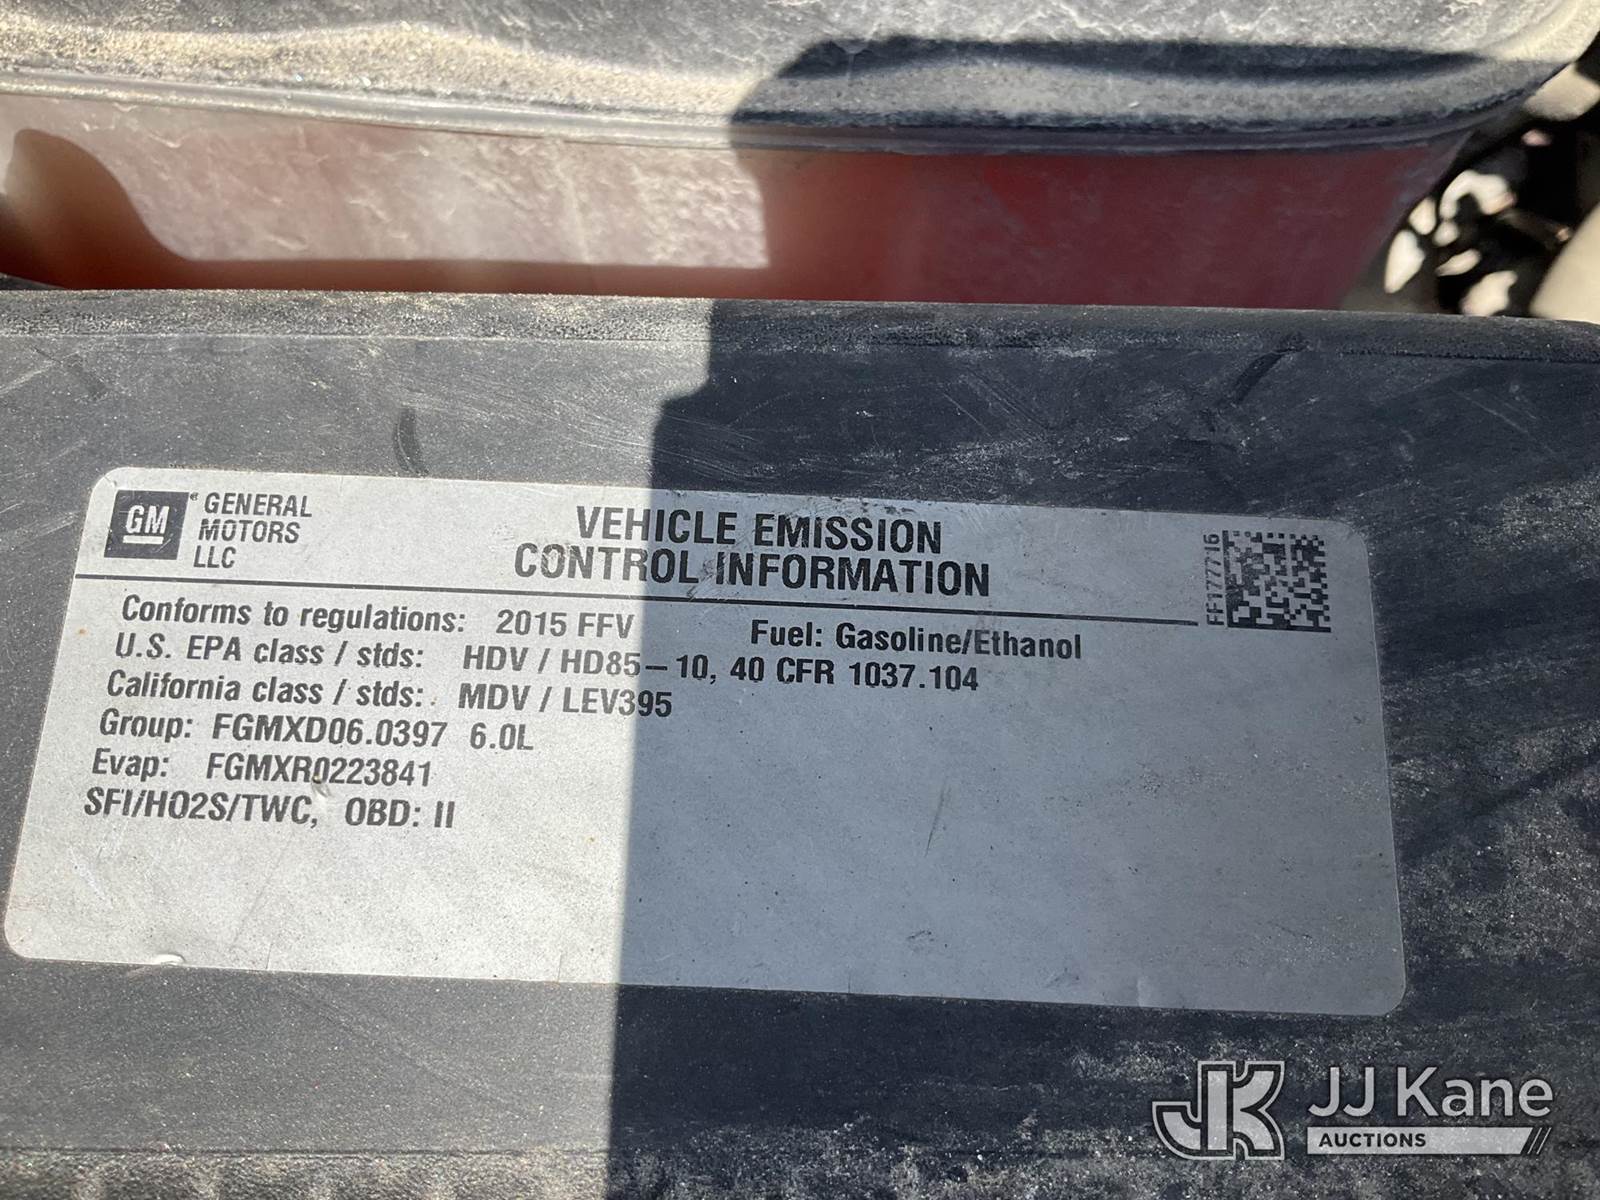 GM ® GENERAL
MOTORS
LLC
VEHICLE EMISSION
CONTROL INFORMATION
FF177716
Conforms to regulations: 2015 FFV Fuel: Gasoline/Ethanol
U.S. EPA class / stds: HDV / HD85-10, 40 CFR 1037.104
California class / stds: MDV / LEV395
Group: FGMXD06.0397 6.0L
Evap: FGMXR0223841
SFI/HO2S/TWC, OBD: II
JK JJ Kane
AUCTIONS